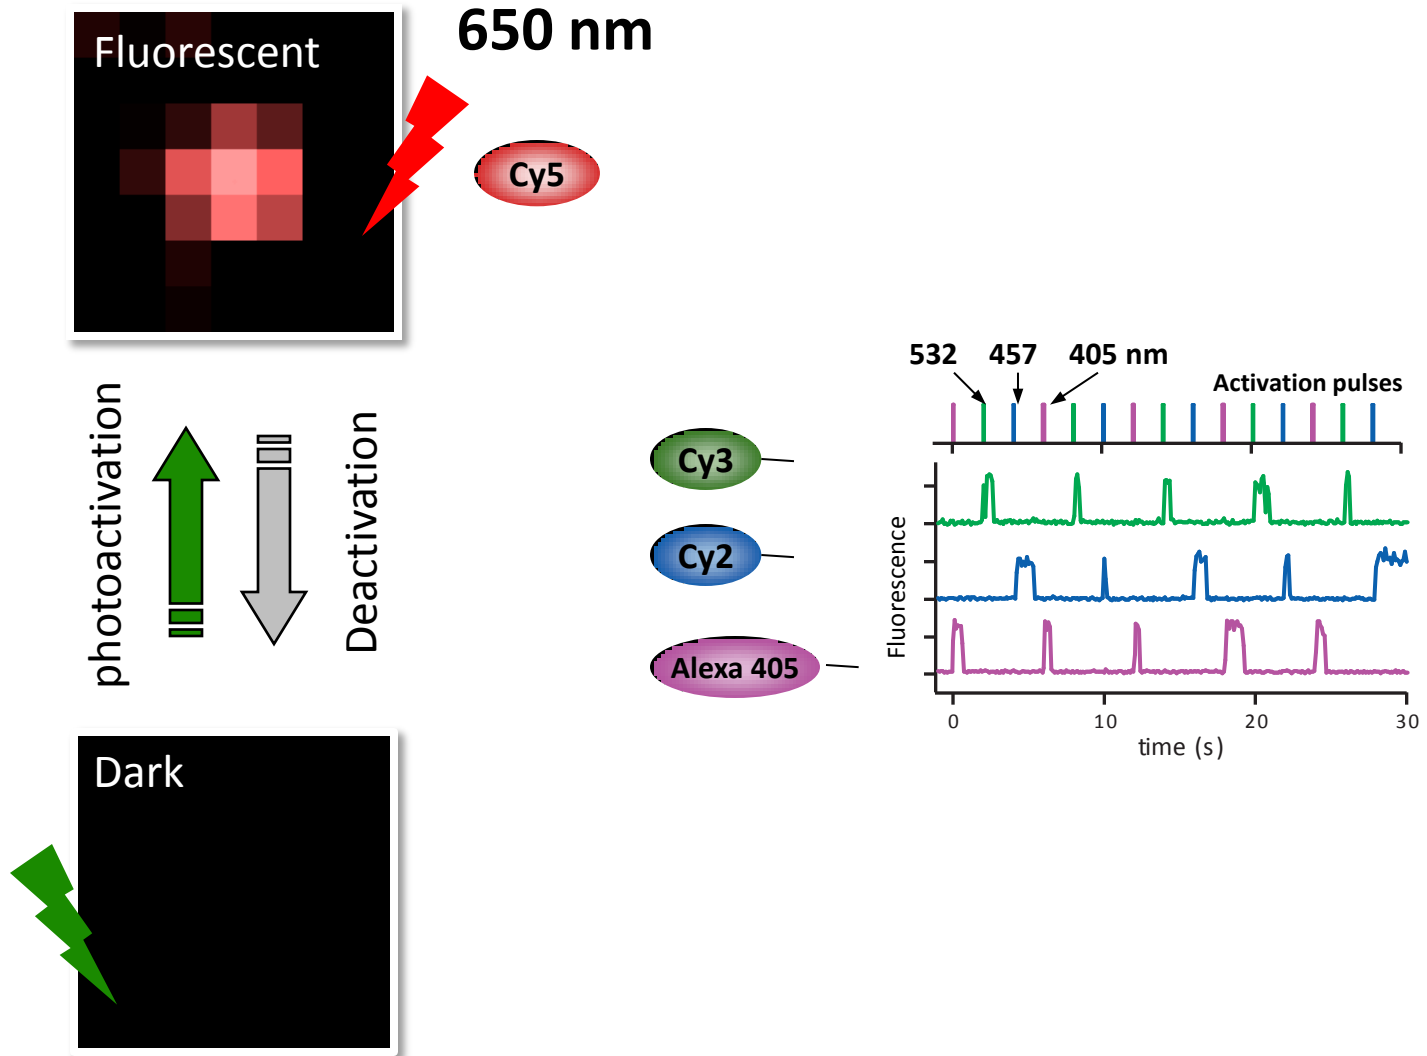 650 nm
Fluorescent
Cy5
photoactivation
Deactivation
Dark
Cy3
Cy2
Alexa 405
532 457 405 nm
Activation pulses
Fluorescence
0 10 20 30
time (s)